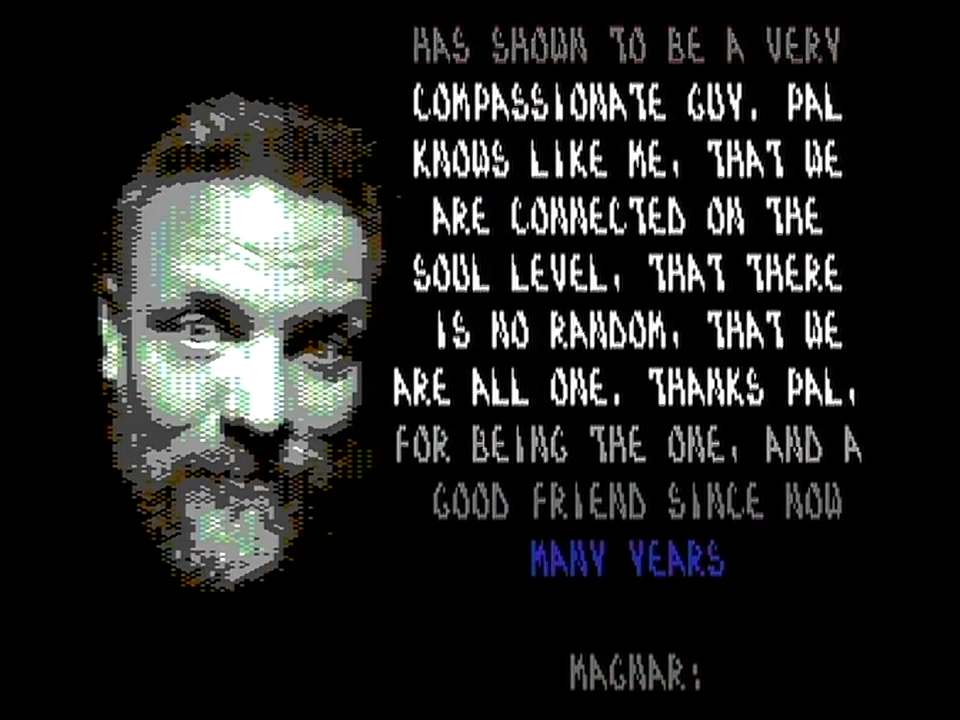 HAS SHOWN TO BE A VERY
COMPASSIONATE GUY. PAL
KNOWS LIKE ME, THAT WE
ARE CONNECTED ON THE
SOUL LEVEL, THAT THERE
IS NO RANDOM, THAT WE
ARE ALL ONE. THANKS PAL,
FOR BEING THE ONE, AND A
GOOD FRIEND SINCE NOW
MANY YEARS
MAGNAR: